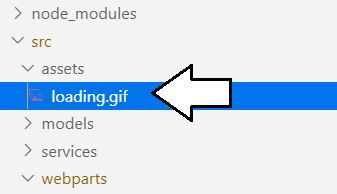 node_modules
src
assets
loading.gif
models
services
webparts